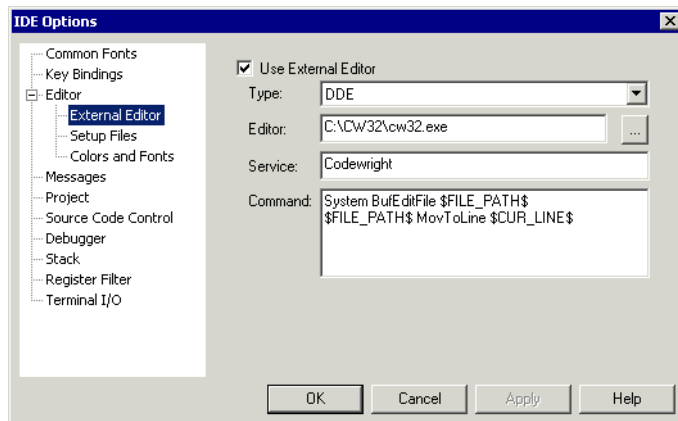 IDE Options
Common Fonts
Key Bindings
Editor
External Editor
Setup Files
Colors and Fonts
Messages
Project
Source Code Control
Debugger
Stack
Register Filter
Terminal I/O
Use External Editor
Type: DDE
Editor: C:\CW32\cw32.exe ...
Service: Codewright
Command: System BufEditFile $FILE_PATH$
$FILE_PATH$ MovToLine $CUR_LINE$
OK Cancel Apply Help